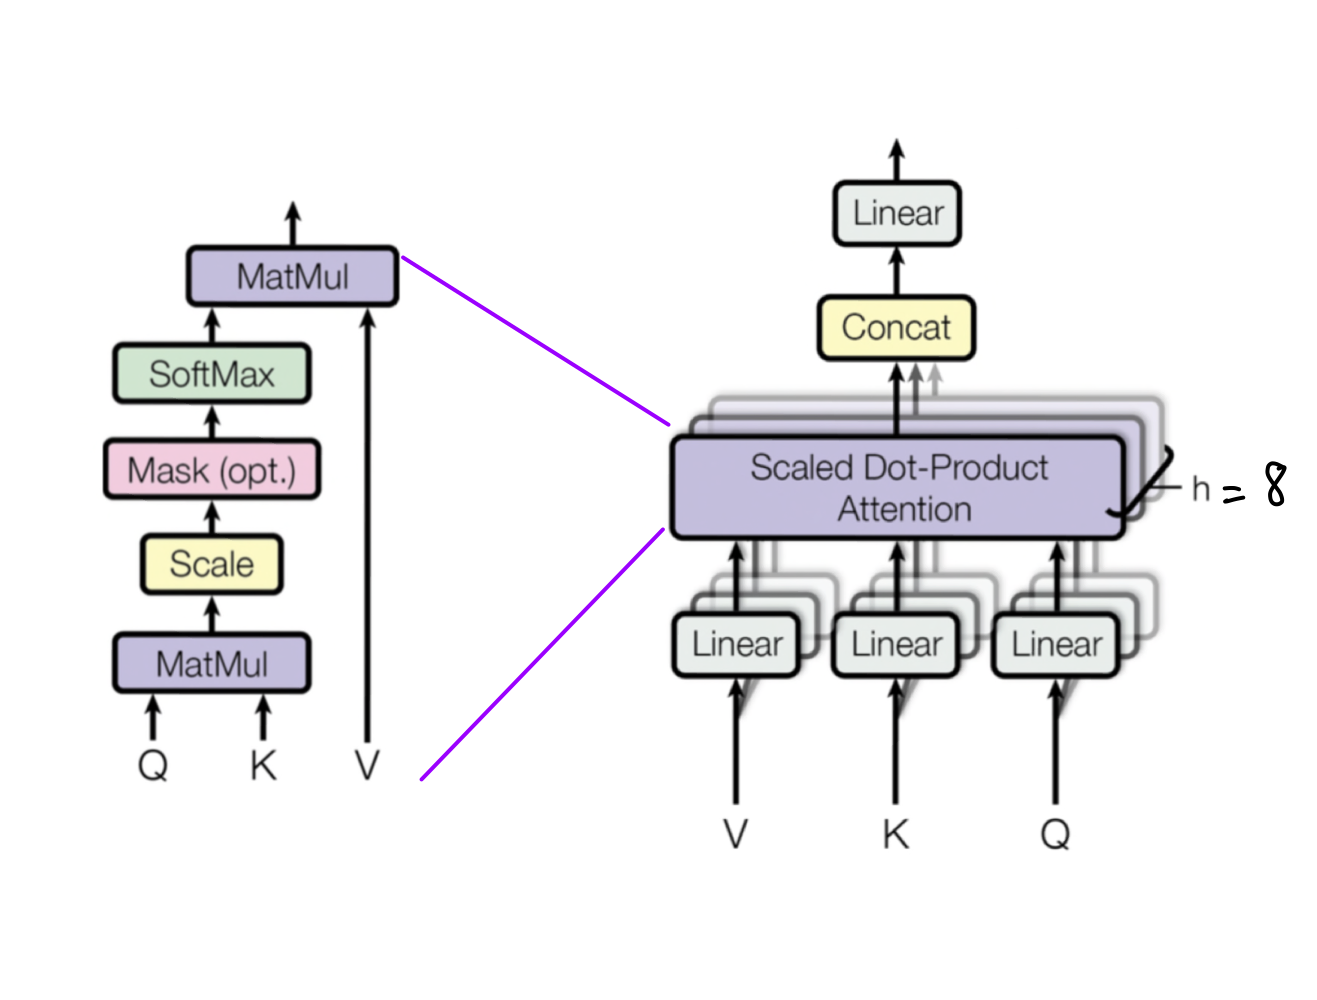 MatMul
SoftMax
Mask (opt.)
Scale
MatMul
Q K V
Linear
Concat
Scaled Dot-Product
Attention
h = 8
Linear Linear Linear
V K Q